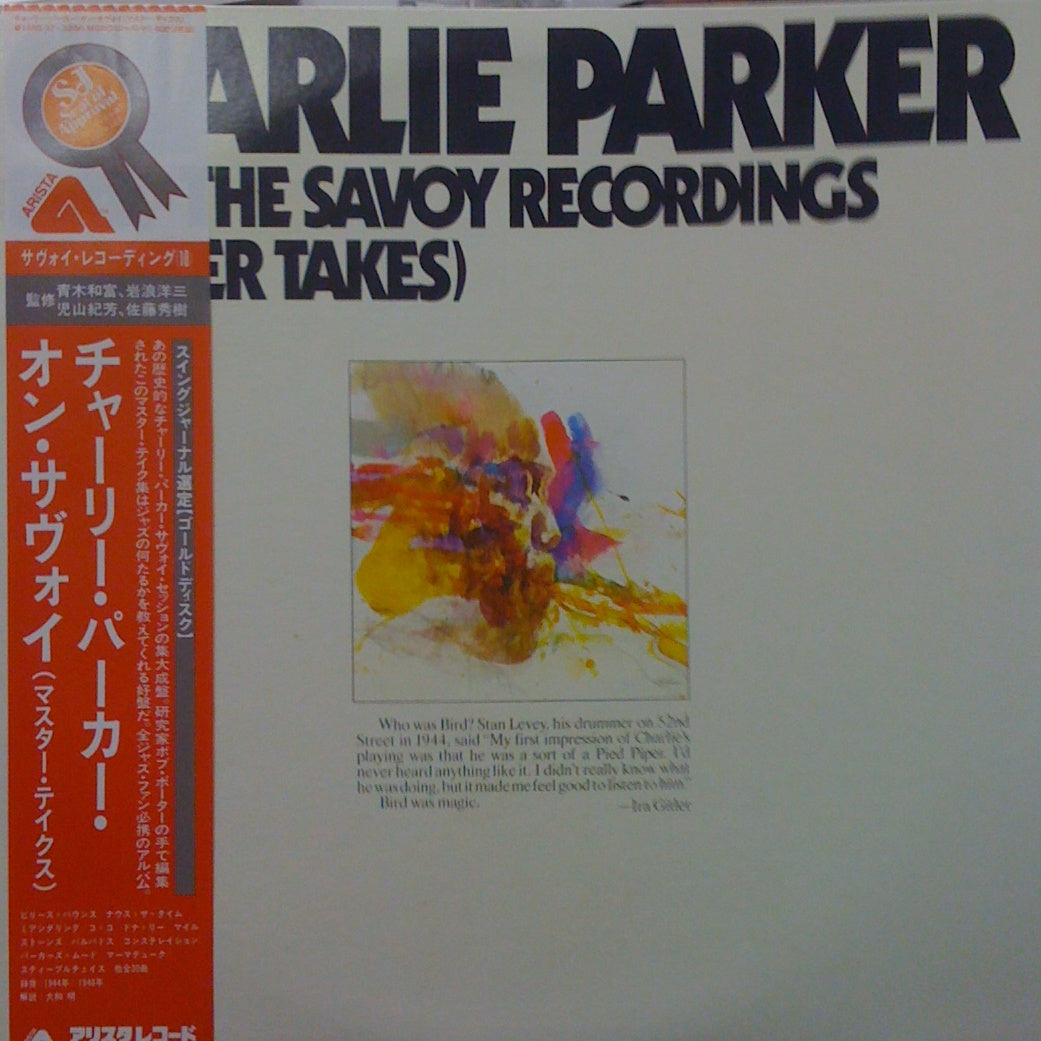 SJ
Seal of
Approval
ARISTA
サヴォイ・レコーディング10
監修
青木和富、岩浪洋三
児山紀芳、佐藤秀樹
スイングジャーナル選定[ゴールドディスク]
あの歴史的なチャーリー・パーカー・サヴォイ・セッションの集大成盤。研究家ボブ・ポーターの手で編集
されたこのマスター・テイク集はジャズの何たるかを教えてくれる好盤だ。全ジャズ・ファン必携のアルバム。
チャーリー・パーカー・
オン・サヴォイ(マスター・テイクス)
ビリーズ・バウンス ナウズ・ザ・タイム
ミアンダリング コ・コ ドナ・リー マイル
ストーンズ バルバドス コンステレイション
パーカーズ・ムード マーマデューク
スティープルチェイス 他全30曲
録音 1944年 1948年
解説 大和 明
アリスタレコード
ARLIE PARKER
THE SAVOY RECORDINGS
ER TAKES)
Who was Bird? Stan Levey, his drummer on 52nd
Street in 1944, said "My first impression of Charlie's
playing was that he was a sort of a Pied Piper. I'd
never heard anything like it. I didn't really know what
he was doing, but it made me feel good to listen to him."
Bird was magic.
—Ira Gitler